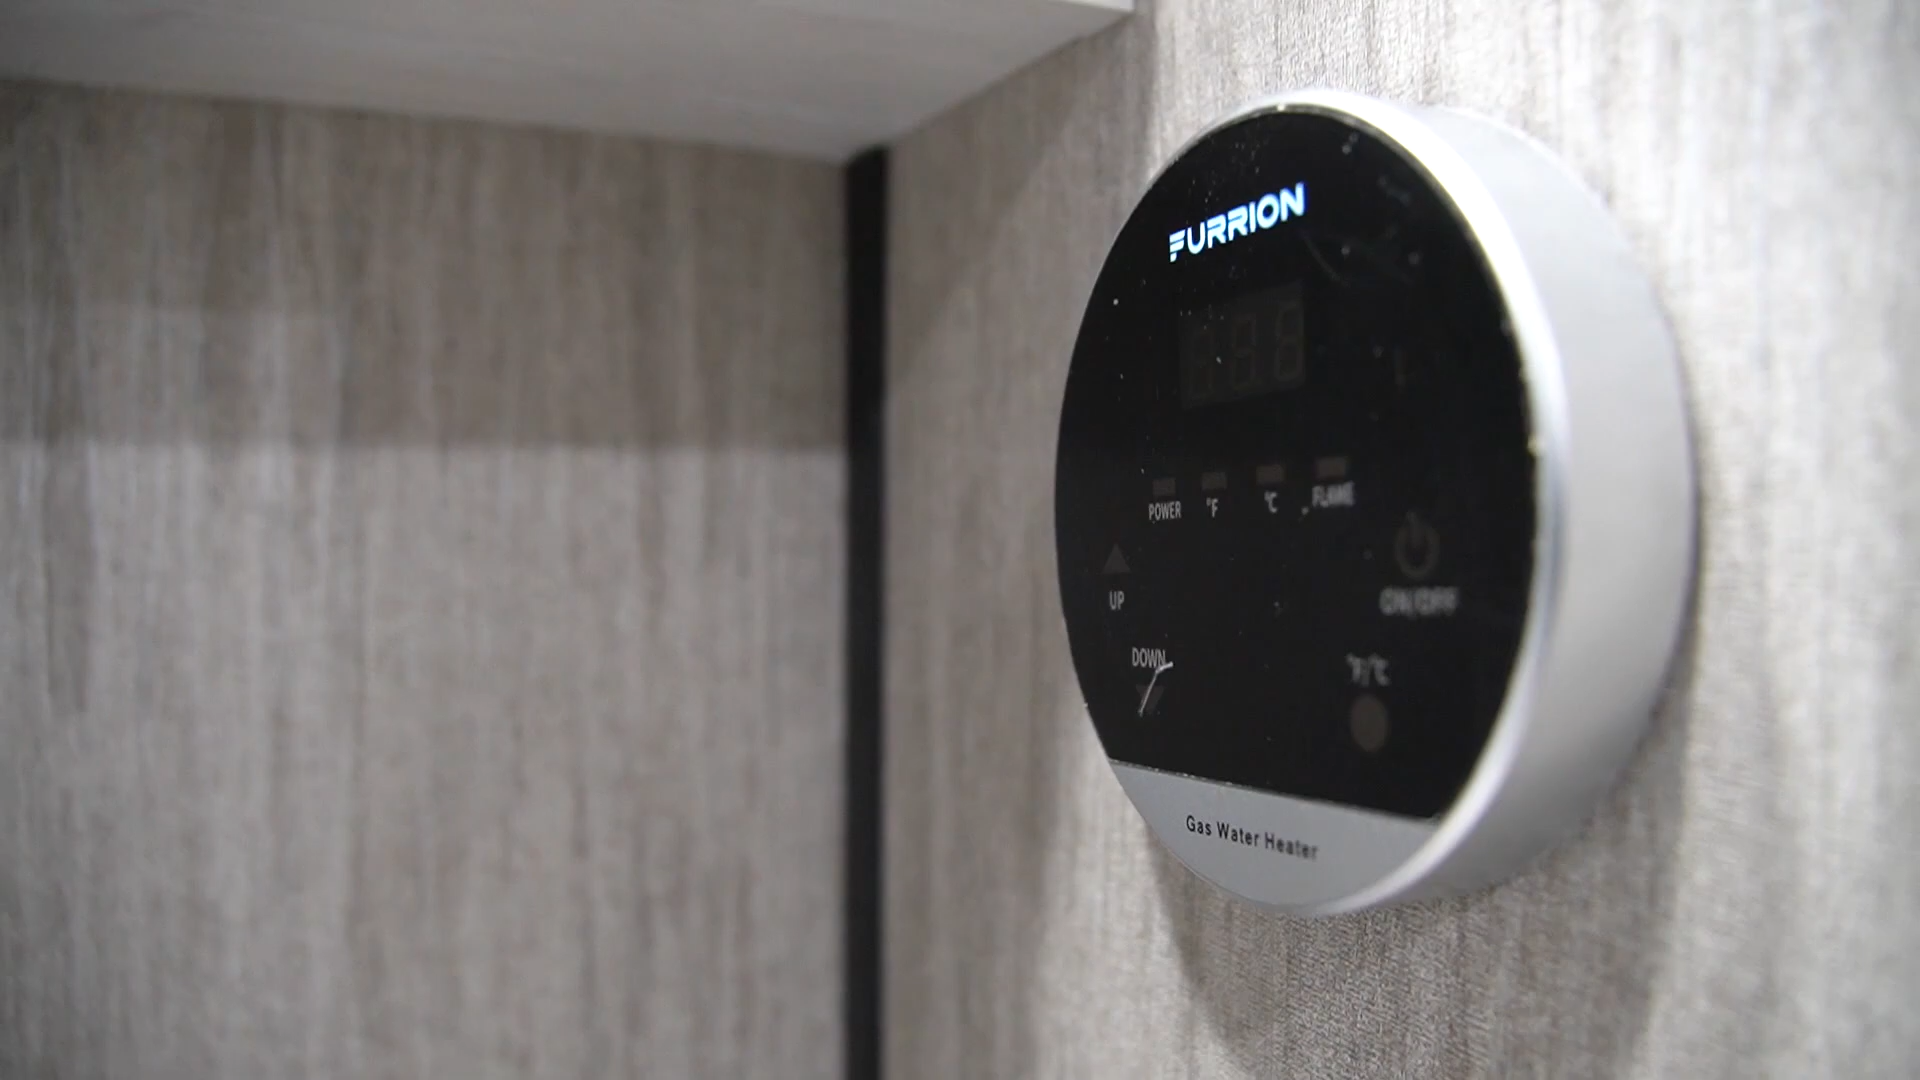 FURRION
POWER °F °C FLAME
UP
ON/OFF
DOWN
°F/°C
Gas Water Heater